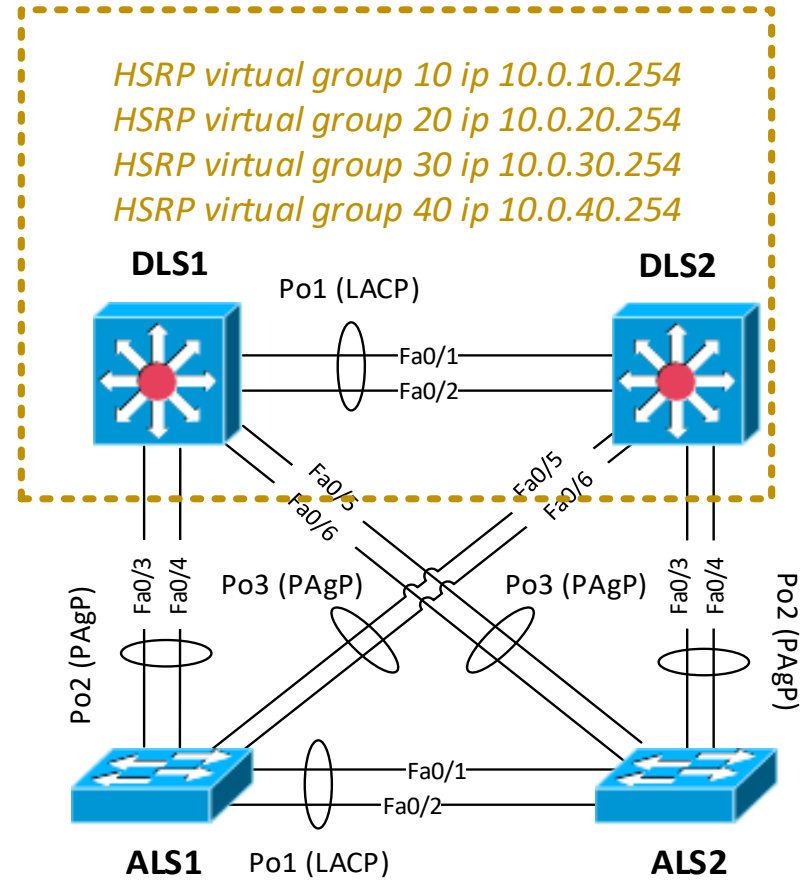 HSRP virtual group 10 ip 10.0.10.254
HSRP virtual group 20 ip 10.0.20.254
HSRP virtual group 30 ip 10.0.30.254
HSRP virtual group 40 ip 10.0.40.254
DLS1
DLS2
Po1 (LACP)
Fa0/1
Fa0/2
Fa0/5
Fa0/6
Fa0/5
Fa0/6
Po2 (PAgP)
Fa0/3
Fa0/4
Po3 (PAgP)
Po3 (PAgP)
Fa0/3
Fa0/4
Po2 (PAgP)
Fa0/1
Fa0/2
ALS1
Po1 (LACP)
ALS2